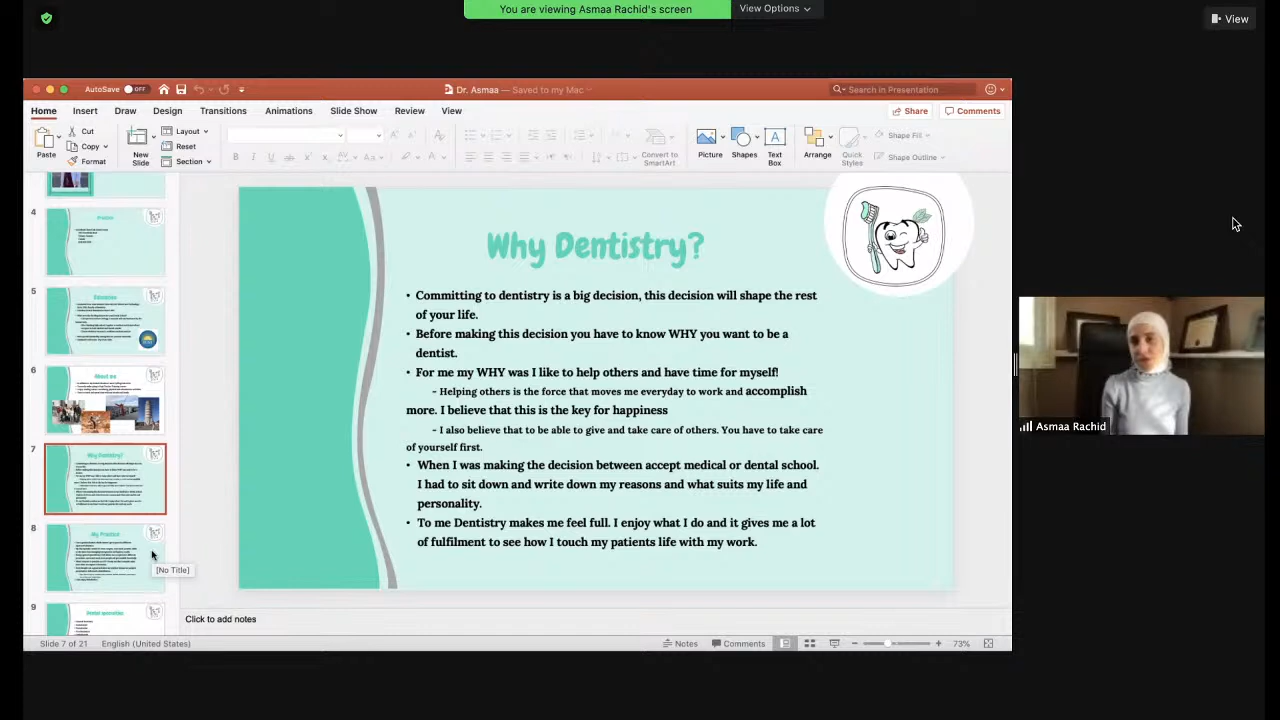 You are viewing Asmaa Rachid's screen
View Options
View
AutoSave OFF
Dr. Asmaa — Saved to my Mac
Search in Presentation
Home Insert Draw Design Transitions Animations Slide Show Review View
Share Comments
Paste
Cut
Copy
Format
New
Slide
Layout
Reset
Section
Convert to
SmartArt
Picture
Shapes
Text
Box
Arrange
Quick
Styles
Shape Fill
Shape Outline
4
5
Education
6
About me
7
Why Dentistry?
8
My Practice
[No Title]
9
Dental specialties
Why Dentistry?
• Committing to dentistry is a big decision, this decision will shape the rest
of your life.
• Before making this decision you have to know WHY you want to be a
dentist.
• For me my WHY was I like to help others and have time for myself!
- Helping others is the force that moves me everyday to work and accomplish
more. I believe that this is the key for happiness
- I also believe that to be able to give and take care of others. You have to take care
of yourself first.
• When I was making the decision between accept medical or dental school.
I had to sit down and write down my reasons and what suits my life and
personality.
• To me Dentistry makes me feel full. I enjoy what I do and it gives me a lot
of fulfilment to see how I touch my patients life with my work.
Click to add notes
Slide 7 of 21 English (United States)
Notes Comments 73%
Asmaa Rachid